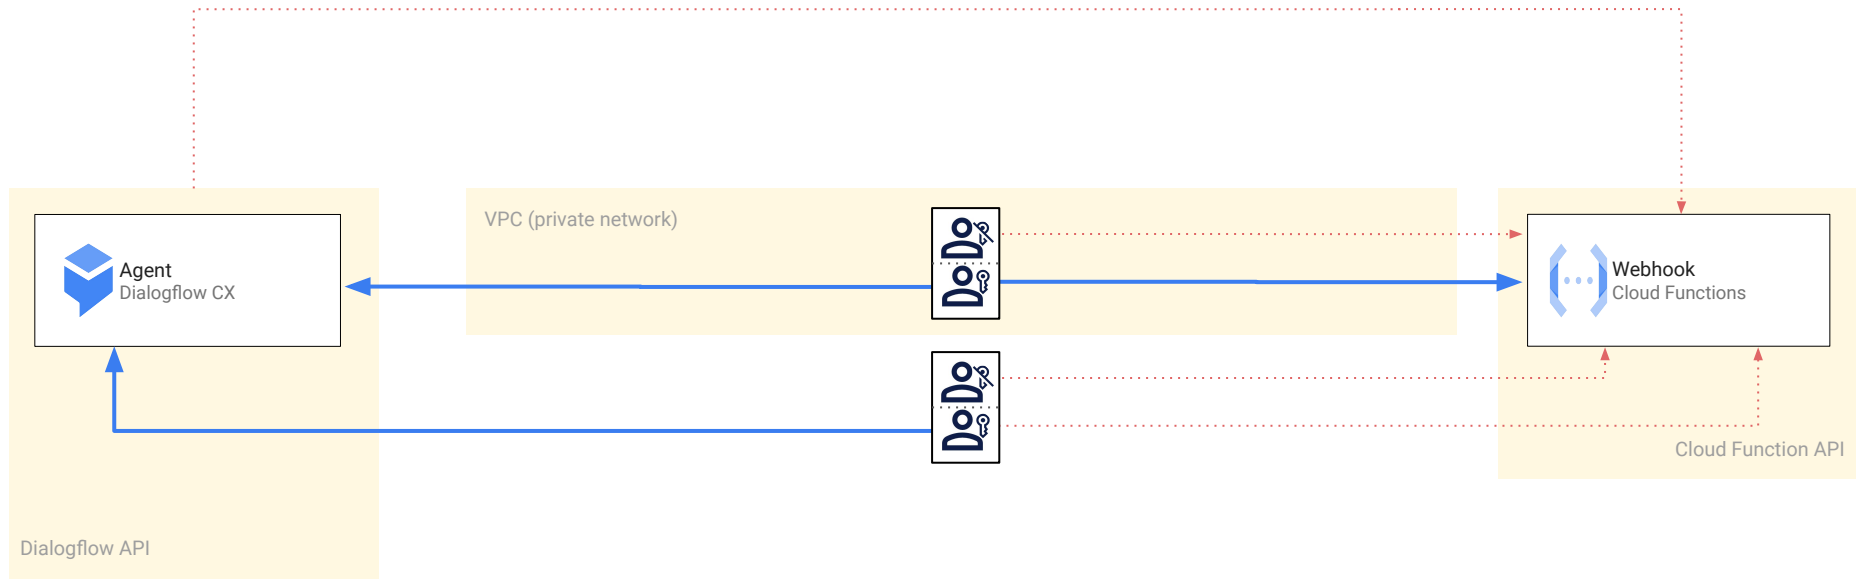 VPC (private network)
Agent
Dialogflow CX
Webhook
Cloud Functions
Cloud Function API
Dialogflow API